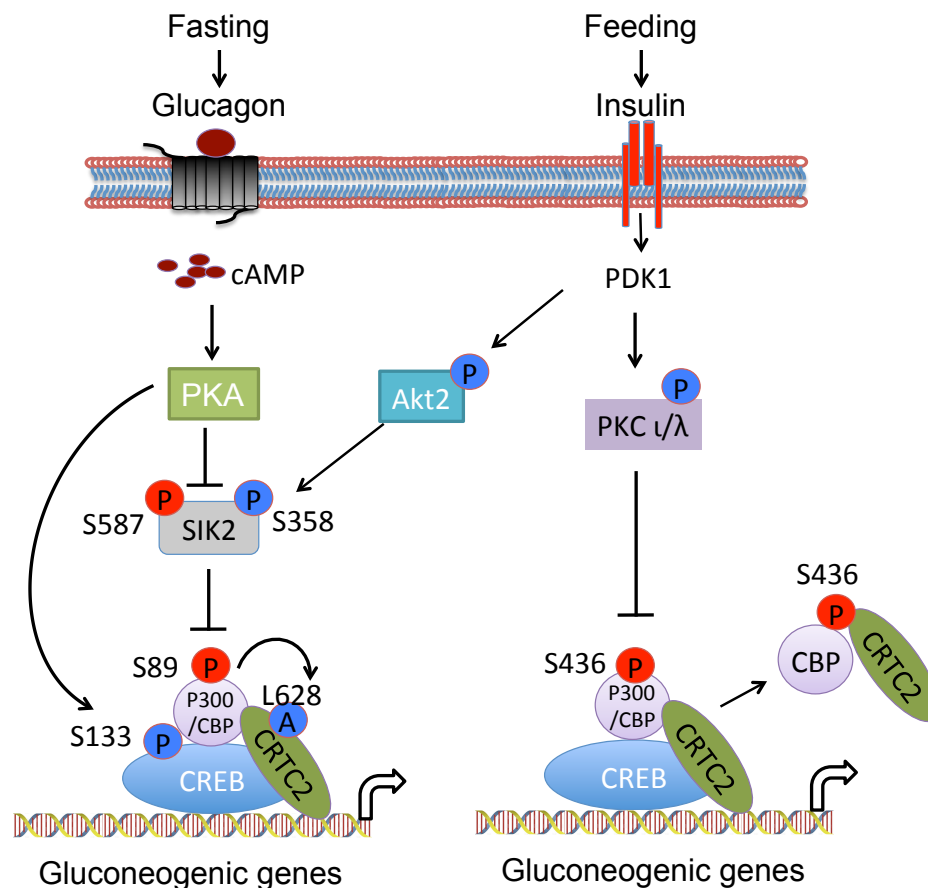 Fasting
Feeding
Glucagon
Insulin
cAMP
PDK1
PKA
Akt2
P
P
PKC ι/λ
P
P
S587
SIK2
S358
S89
P
P300
/CBP
L628
A
S133
P
CREB
CRTC2
Gluconeogenic genes
S436
P
P300
/CBP
CREB
CRTC2
S436
P
CBP
CRTC2
Gluconeogenic genes